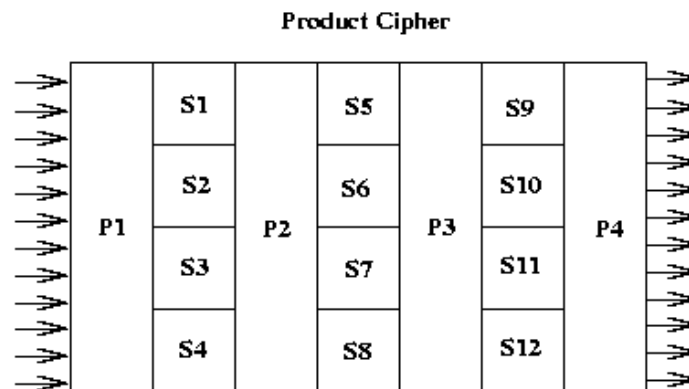 Product Cipher
S1 S5 S9
S2 S6 S10
P1 P2 P3 P4
S3 S7 S11
S4 S8 S12